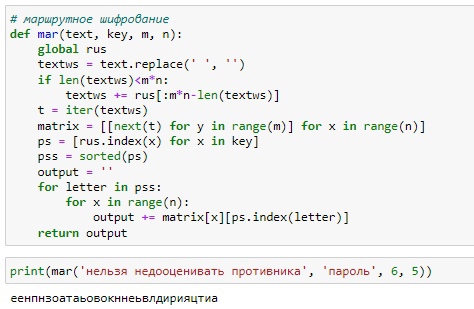 # маршрутное шифрование
def mar(text, key, m, n):
    global rus
    textws = text.replace(' ', '')
    if len(textws)<m*n:
        textws += rus[:m*n-len(textws)]
    t = iter(textws)
    matrix = [[next(t) for y in range(m)] for x in range(n)]
    ps = [rus.index(x) for x in key]
    pss = sorted(ps)
    output = ''
    for letter in pss:
        for x in range(n):
            output += matrix[x][ps.index(letter)]
    return output
print(mar('нельзя недооценивать противника', 'пароль', 6, 5))
еенпнзоатаьовокннеьвлдирияцтиа